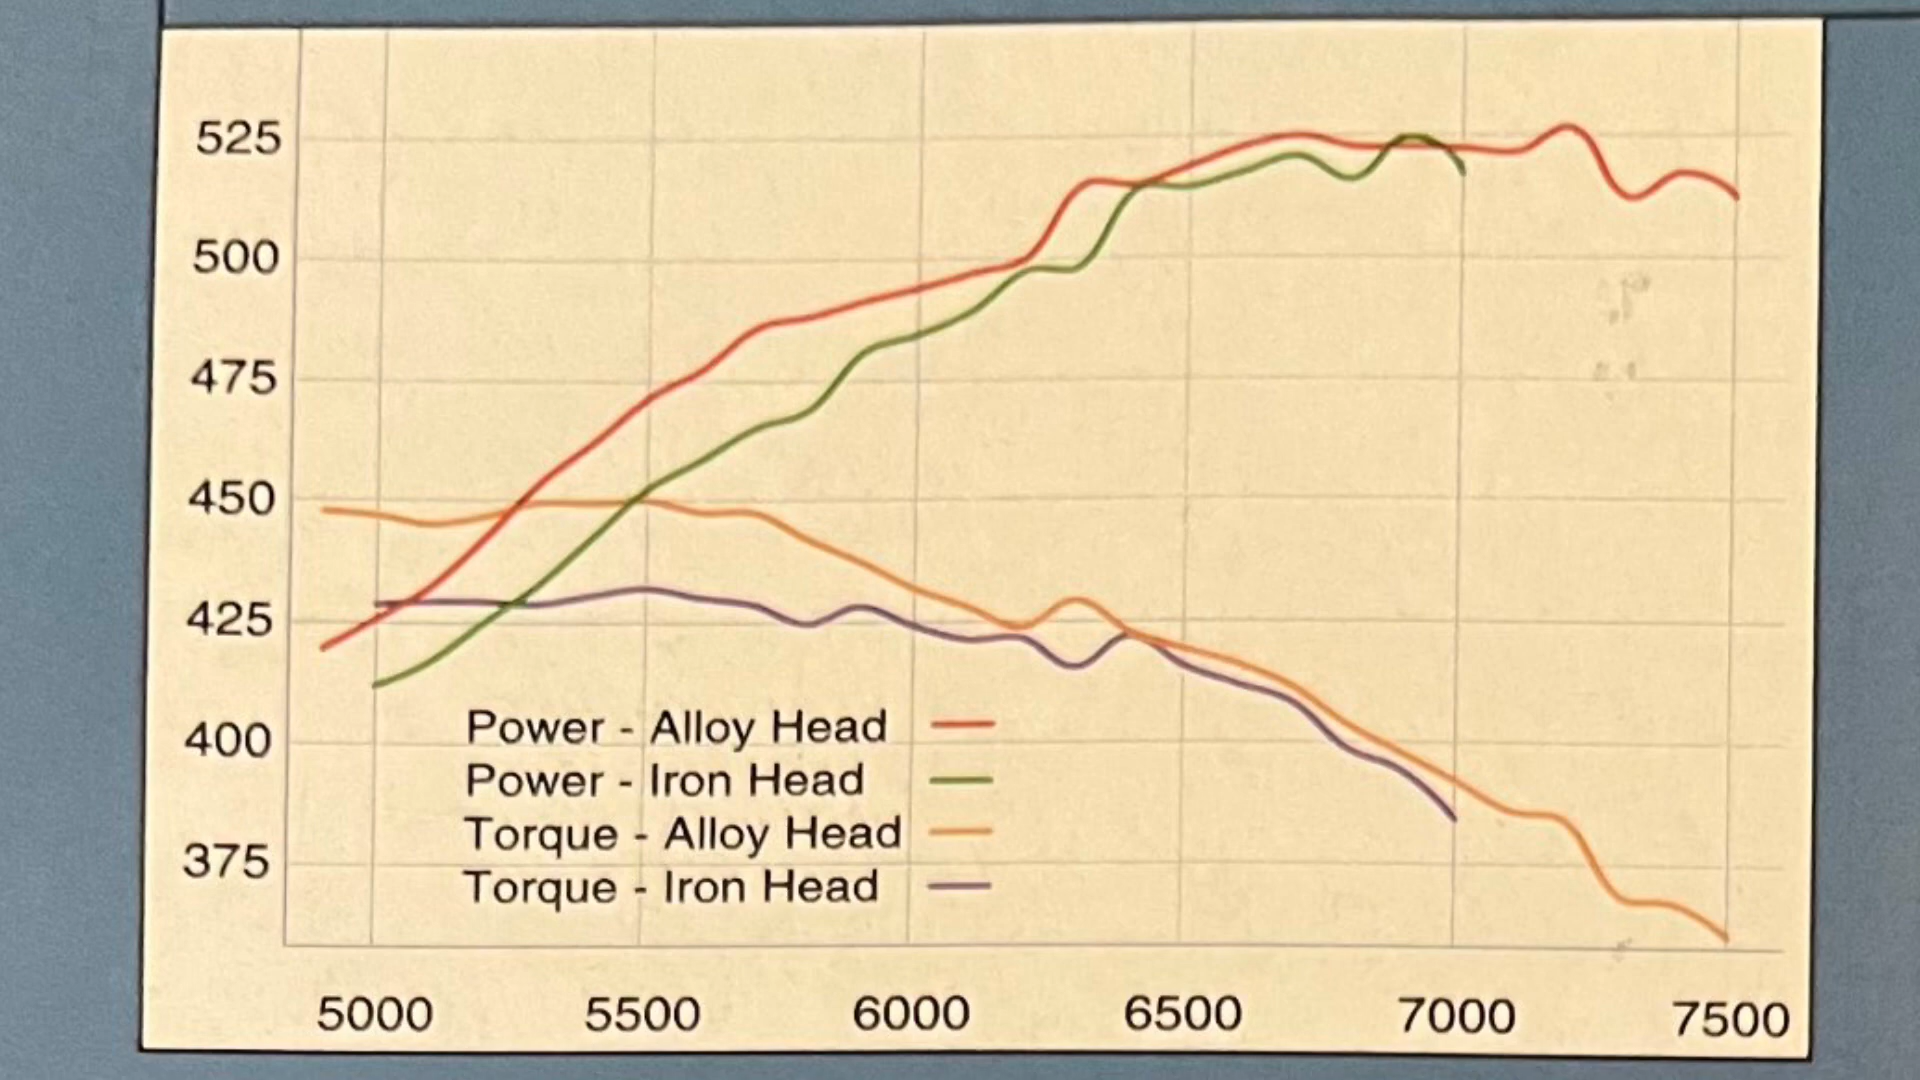 525
500
475
450
425
400
375
Power - Alloy Head
Power - Iron Head
Torque - Alloy Head
Torque - Iron Head
5000 5500 6000 6500 7000 7500